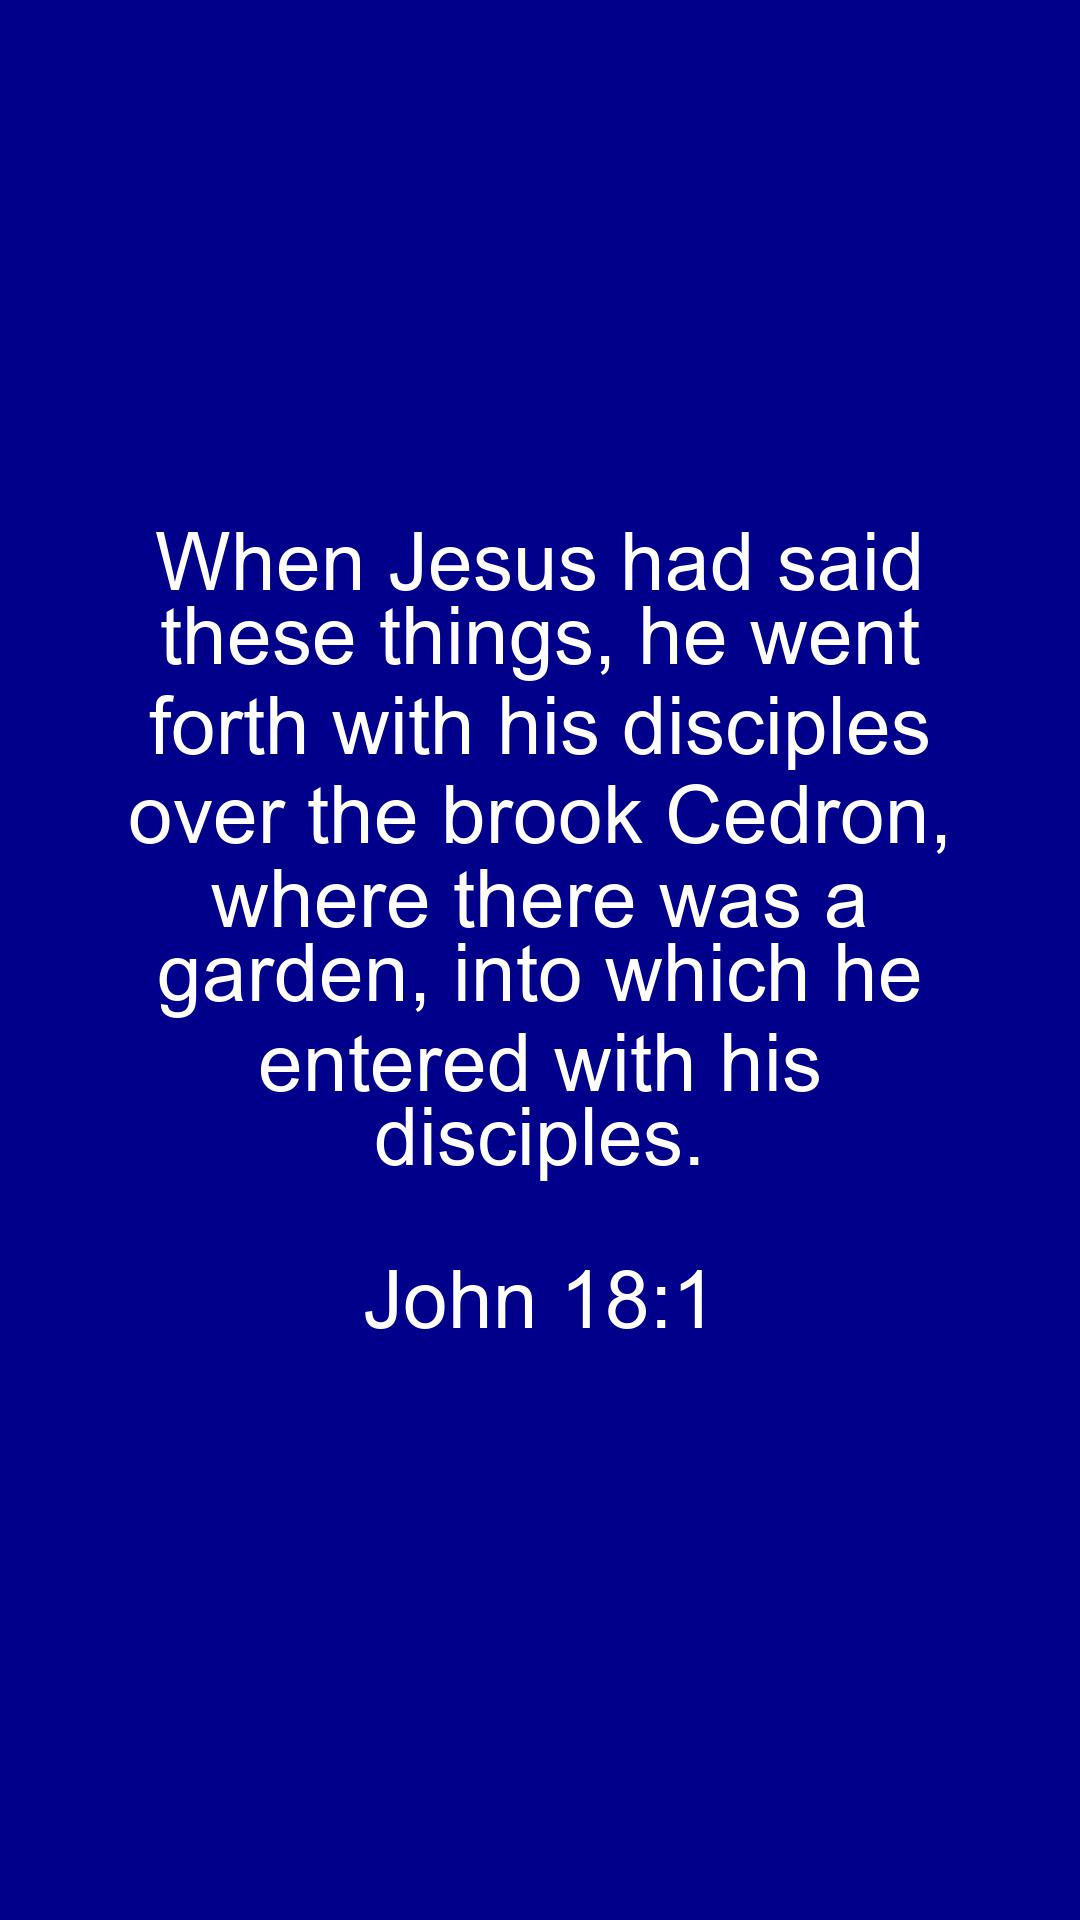 When Jesus had said
these things, he went
forth with his disciples
over the brook Cedron,
where there was a
garden, into which he
entered with his
disciples.
John 18:1